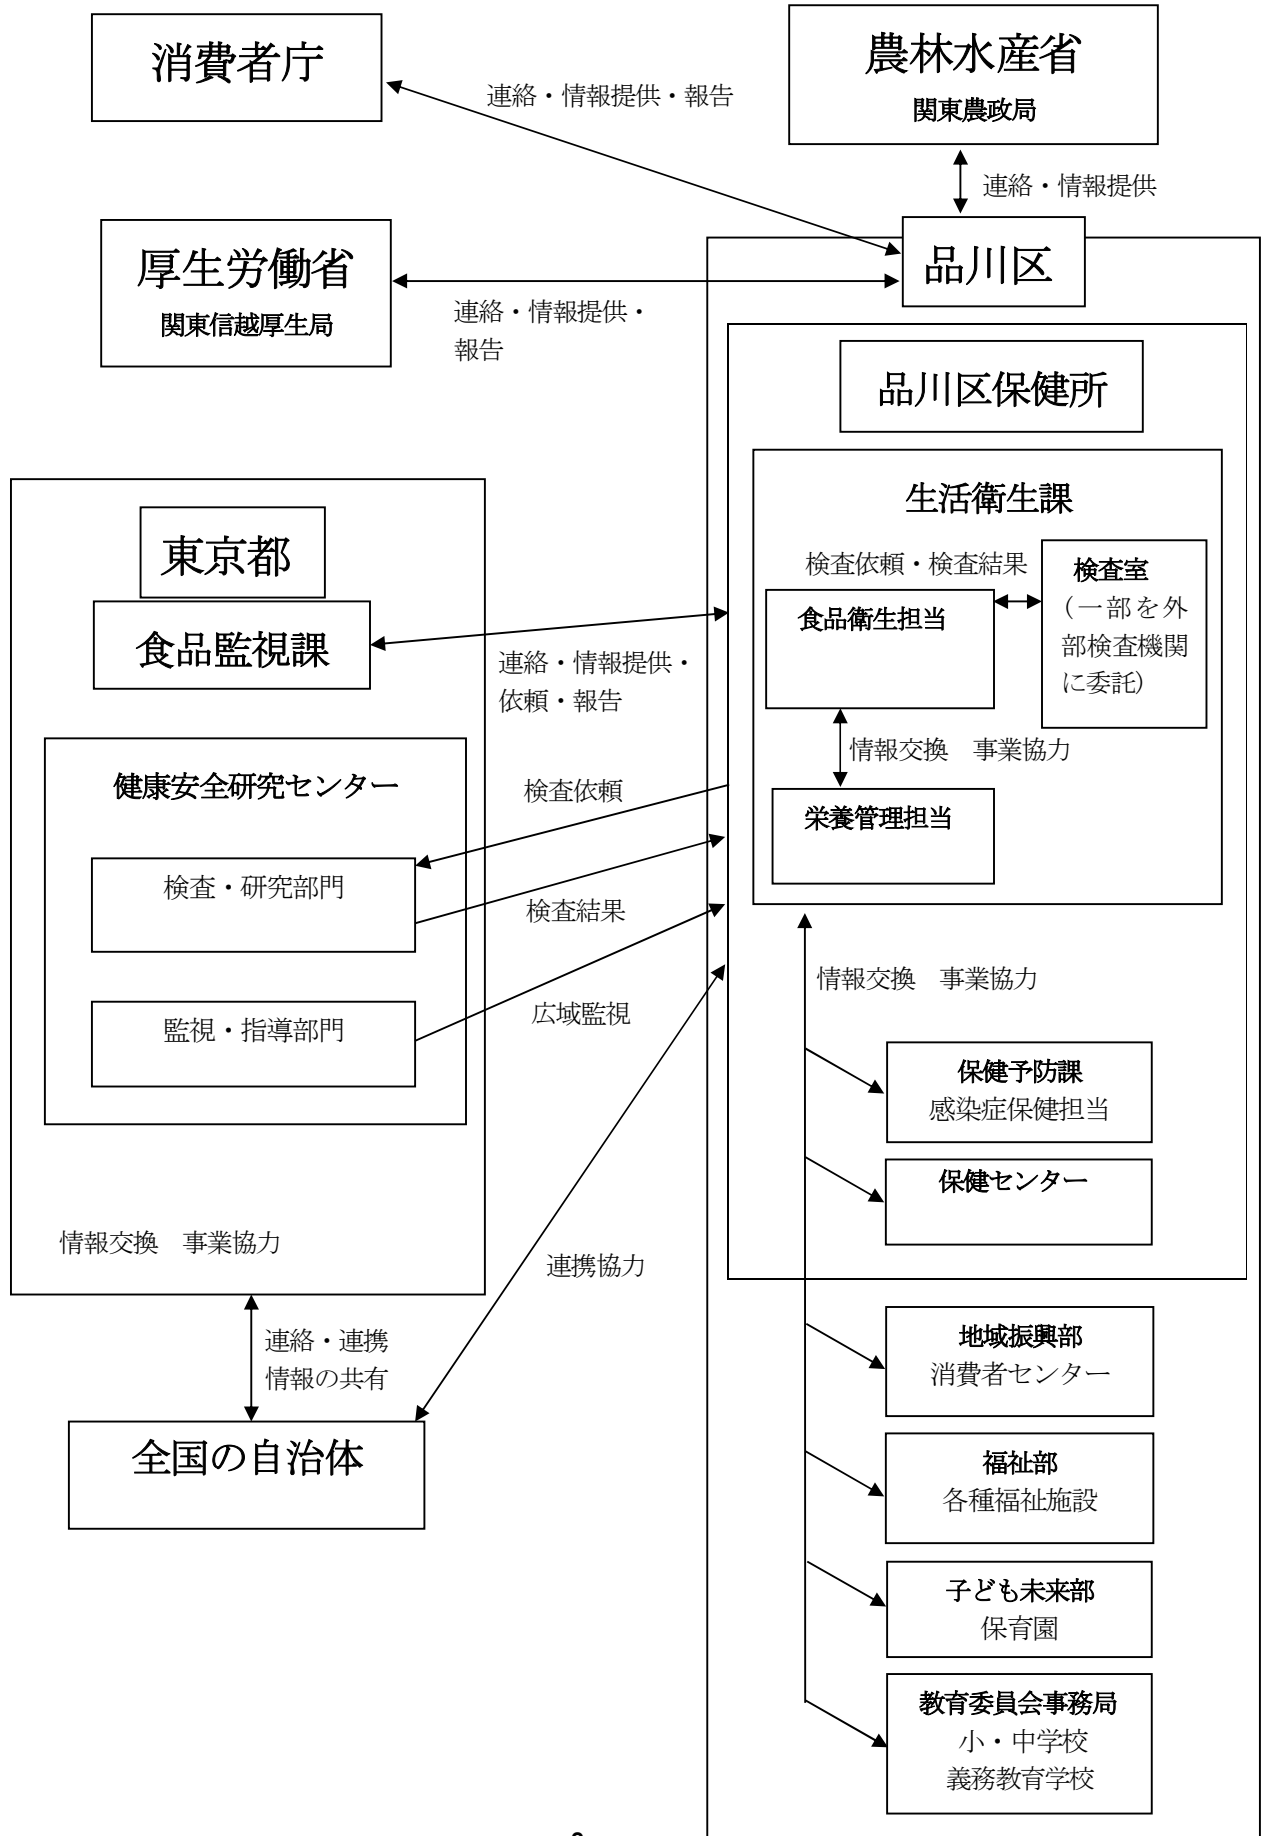 消費者庁
連絡・情報提供・報告
農林水産省
関東農政局
連絡・情報提供
厚生労働省
関東信越厚生局
連絡・情報提供・
報告
品川区
品川区保健所
生活衛生課
検査依頼・検査結果
食品衛生担当
検査室
（一部を外
部検査機関
に委託）
情報交換　事業協力
栄養管理担当
東京都
食品監視課
連絡・情報提供・
依頼・報告
健康安全研究センター
検査依頼
検査・研究部門
検査結果
監視・指導部門
広域監視
情報交換　事業協力
保健予防課
感染症保健担当
保健センター
情報交換　事業協力
連携協力
連絡・連携
情報の共有
全国の自治体
地域振興部
消費者センター
福祉部
各種福祉施設
子ども未来部
保育園
教育委員会事務局
小・中学校
義務教育学校